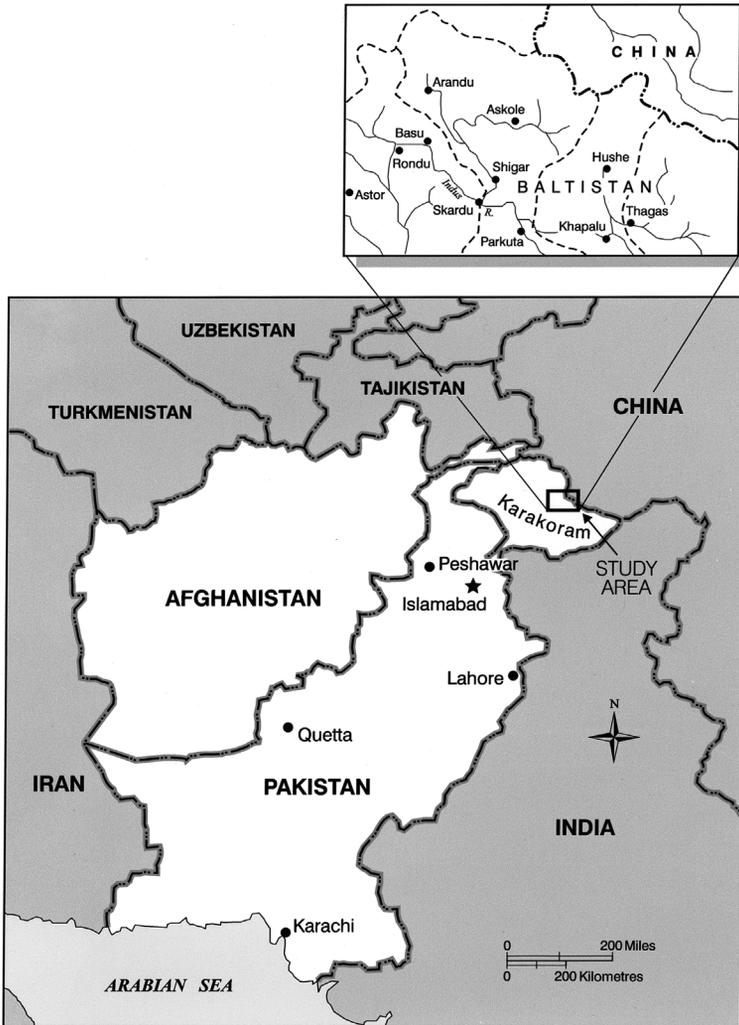 CHINA
Arandu
Askole
Basu
Rondu
Shigar
Hushe
Indus
BALTISTAN
Astor
Skardu
R.
Thagas
Khapalu
Parkuta
UZBEKISTAN
TAJIKISTAN
TURKMENISTAN
CHINA
Karakoram
Peshawar
STUDY
AREA
AFGHANISTAN
Islamabad
Lahore
N
Quetta
IRAN
PAKISTAN
INDIA
Karachi
0 200 Miles
0 200 Kilometres
ARABIAN SEA